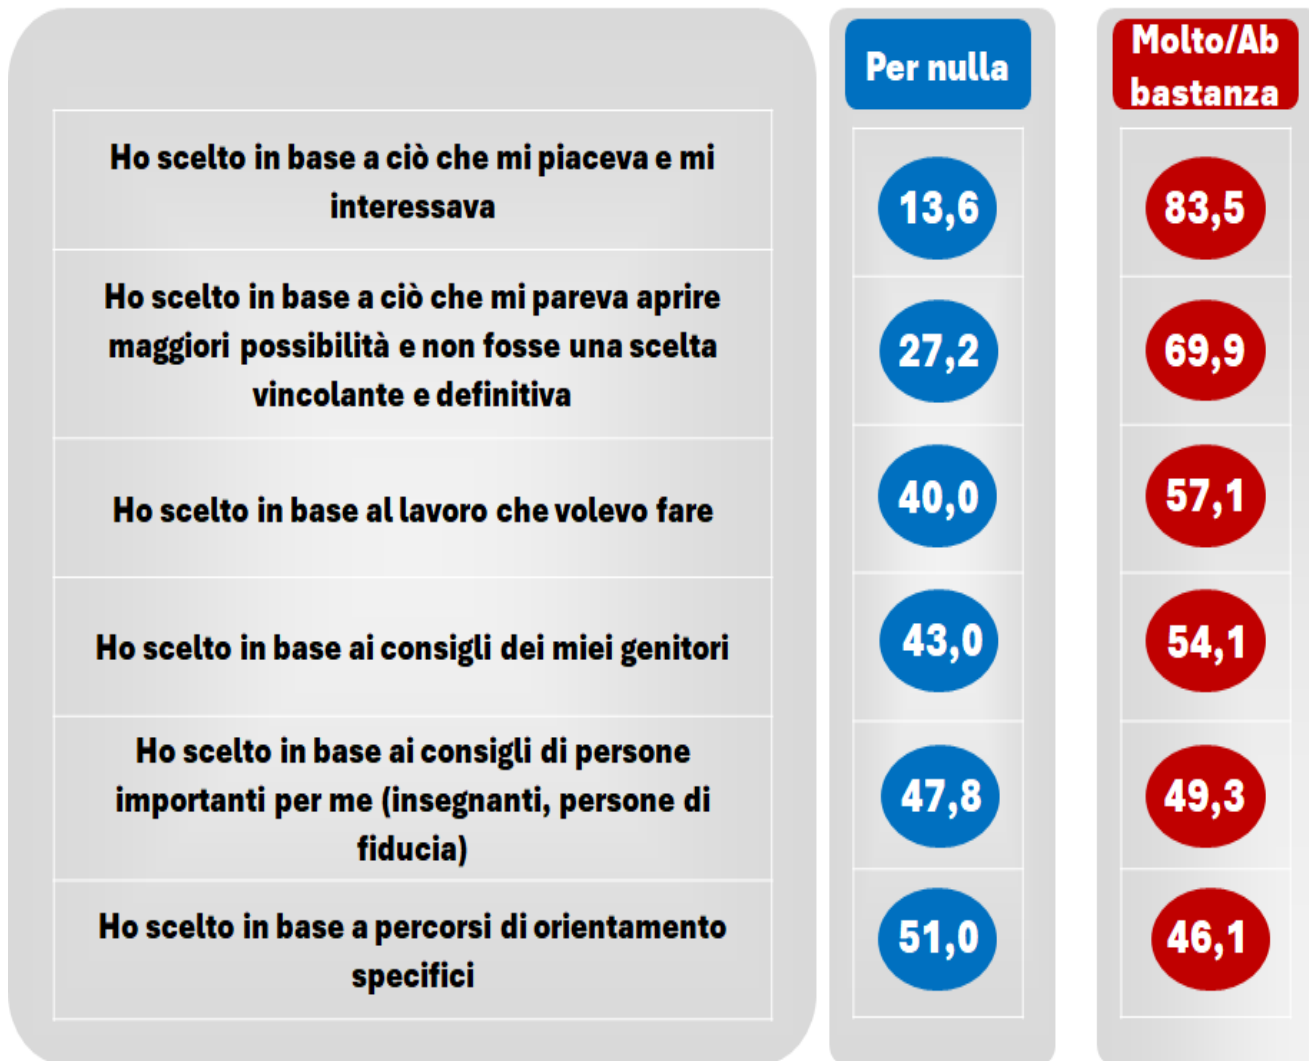 Per nulla
Molto/Ab
bastanza
Ho scelto in base a ciò che mi piaceva e mi
interessava
13,6
83,5
Ho scelto in base a ciò che mi pareva aprire
maggiori possibilità e non fosse una scelta
vincolante e definitiva
27,2
69,9
Ho scelto in base al lavoro che volevo fare
40,0
57,1
Ho scelto in base ai consigli dei miei genitori
43,0
54,1
Ho scelto in base ai consigli di persone
importanti per me (insegnanti, persone di
fiducia)
47,8
49,3
Ho scelto in base a percorsi di orientamento
specifici
51,0
46,1